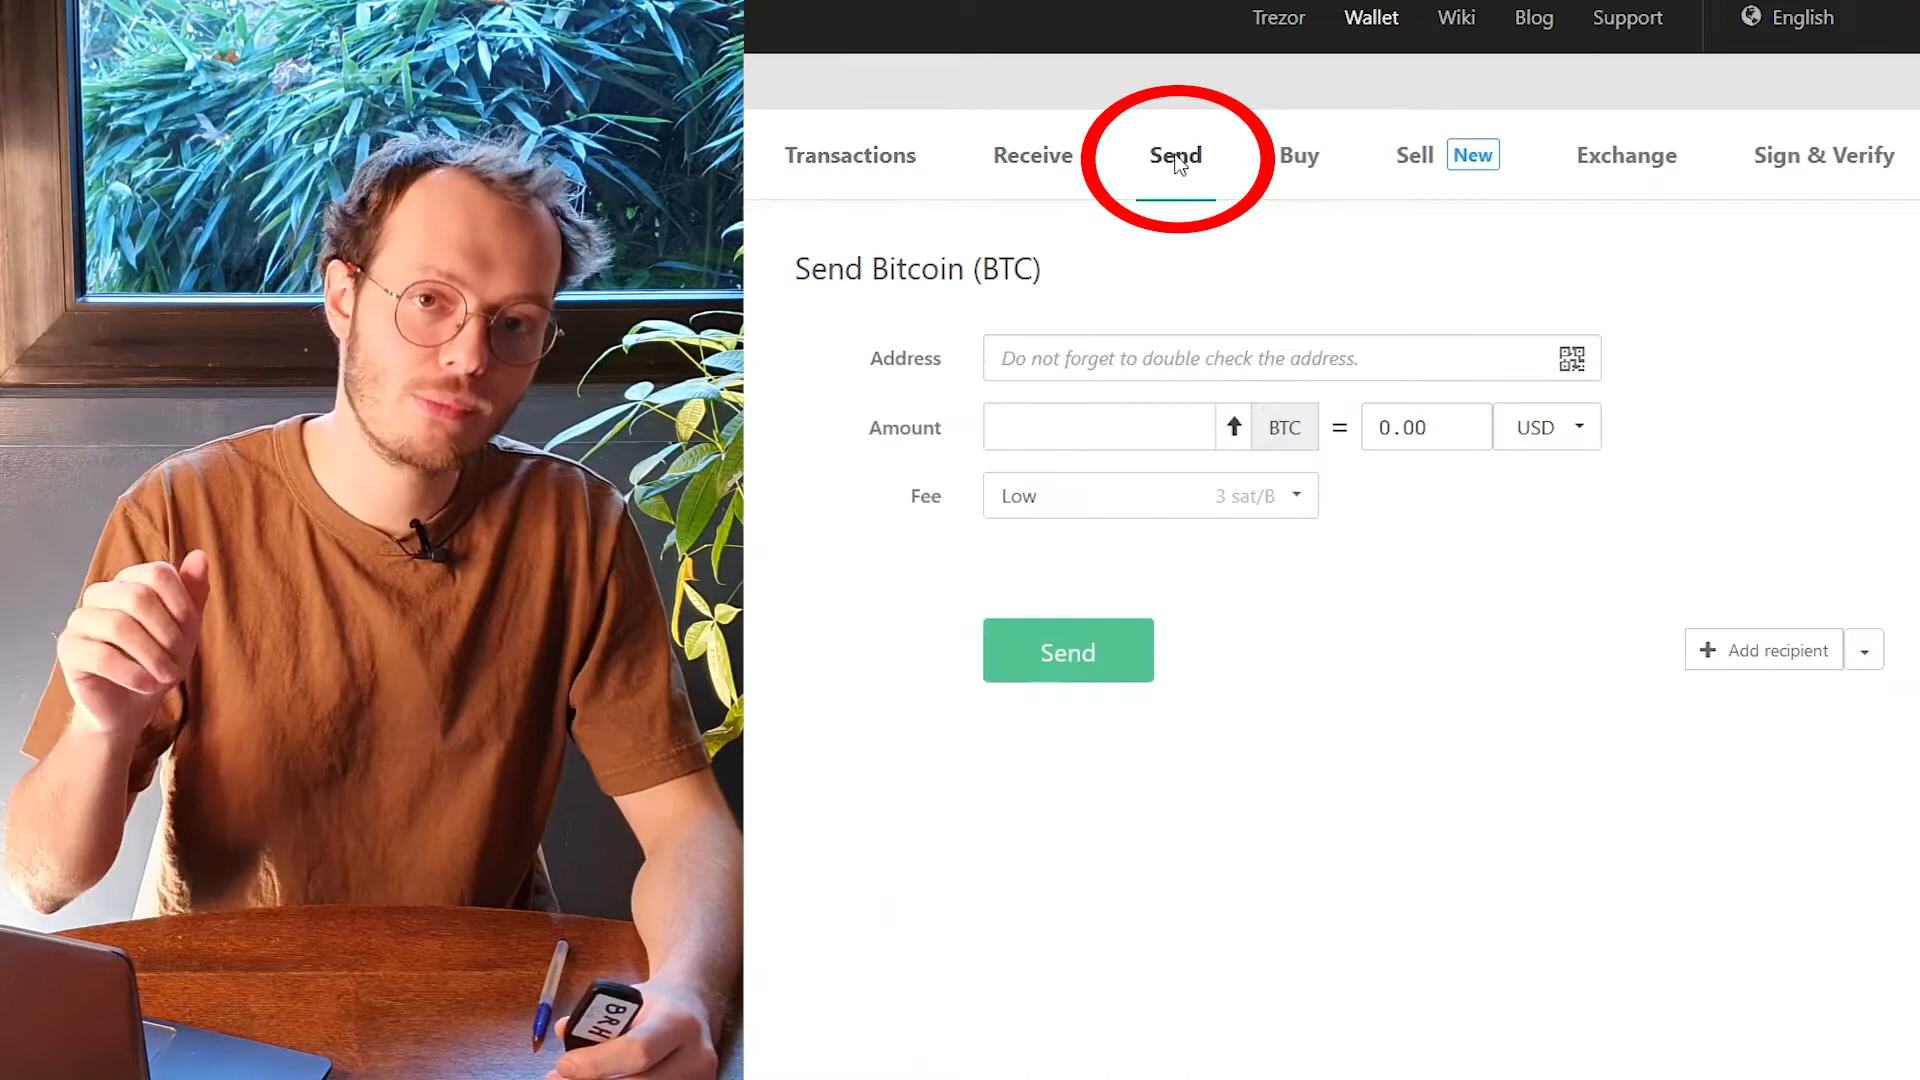 Trezor Wallet Wiki Blog Support English
Transactions Receive Send Buy Sell New Exchange Sign & Verify
Send Bitcoin (BTC)
Address Do not forget to double check the address.
Amount BTC = 0.00 USD
Fee Low 3 sat/B
Send
Add recipient
BRH